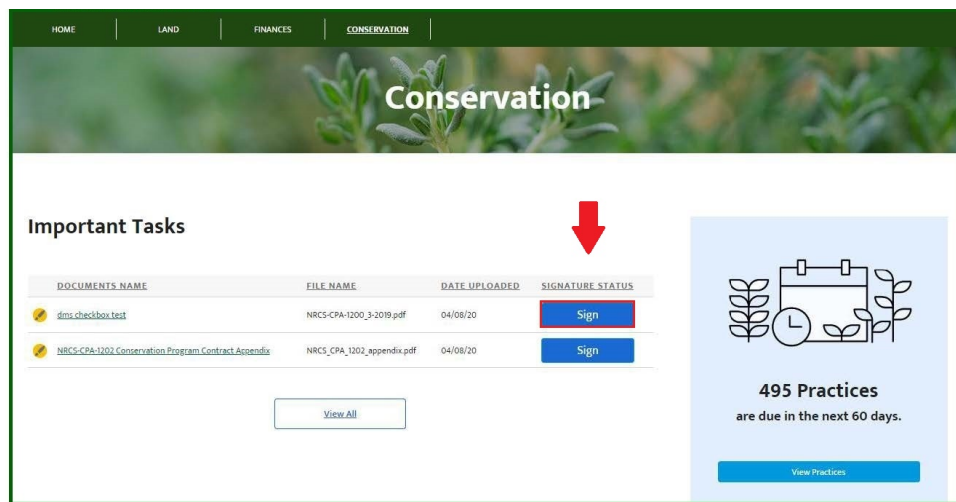 HOME LAND FINANCES CONSERVATION
Conservation
Important Tasks
DOCUMENTS NAME FILE NAME DATE UPLOADED SIGNATURE STATUS
dms checkbox test NRCS-CPA-1200_3-2019.pdf 04/08/20 Sign
NRCS-CPA-1202 Conservation Program Contract Appendix NRCS_CPA_1202_appendix.pdf 04/08/20 Sign
View All
495 Practices
are due in the next 60 days.
View Practices